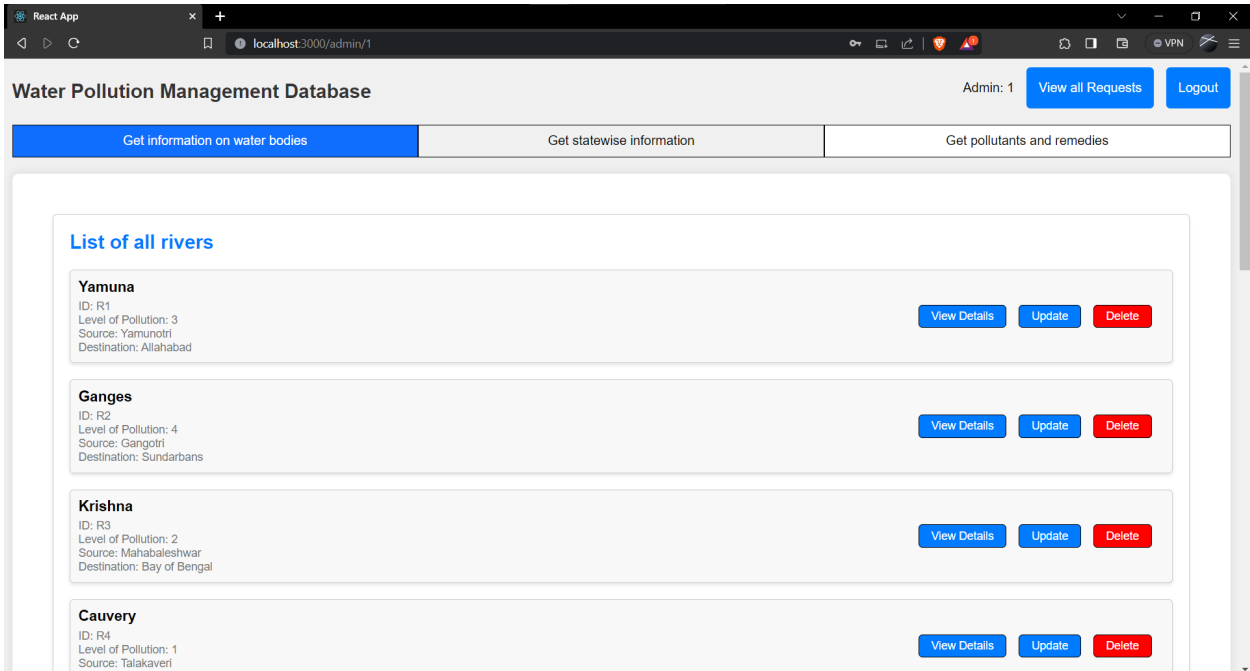 React App
localhost:3000/admin/1
VPN
Water Pollution Management Database
Admin: 1
View all Requests
Logout
Get information on water bodies
Get statewise information
Get pollutants and remedies
List of all rivers
Yamuna
ID: R1
Level of Pollution: 3
Source: Yamunotri
Destination: Allahabad
View Details
Update
Delete
Ganges
ID: R2
Level of Pollution: 4
Source: Gangotri
Destination: Sundarbans
View Details
Update
Delete
Krishna
ID: R3
Level of Pollution: 2
Source: Mahabaleshwar
Destination: Bay of Bengal
View Details
Update
Delete
Cauvery
ID: R4
Level of Pollution: 1
Source: Talakaveri
View Details
Update
Delete